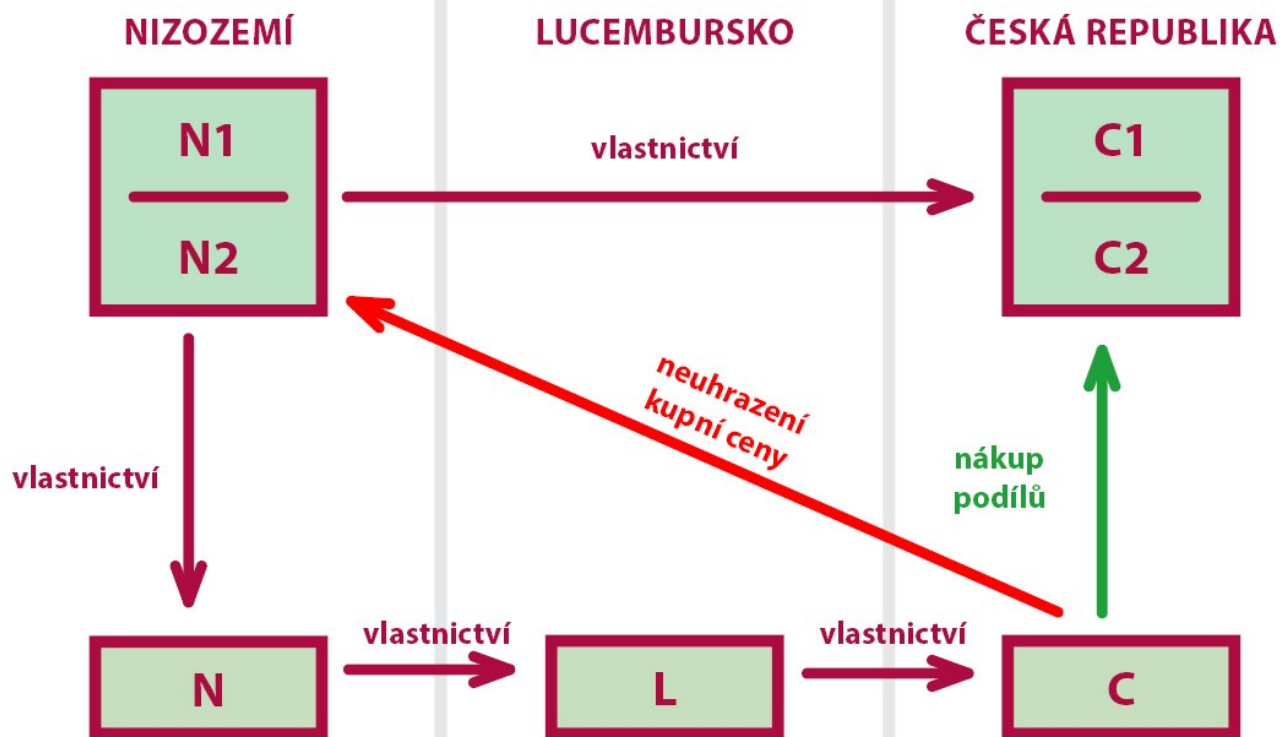 NIZOZEMÍ
LUCEMBURSKO
ČESKÁ REPUBLIKA
N1
N2
vlastnictví
C1
C2
neuhrazení
kupní ceny
vlastnictví
nákup
podílů
vlastnictví
vlastnictví
N
L
C